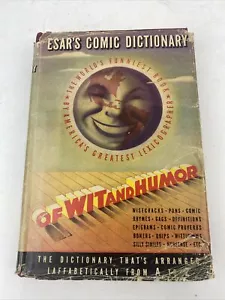 ESAR'S COMIC DICTIONARY
THE WORLD'S FUNNIEST BOOK
BY AMERICA'S GREATEST LEXICOGRAPHER
OF WIT AND HUMOR
WISECRACKS • PUNS • COMIC
RHYMES • GAGS • DEFINITIONS
EPIGRAMS • COMIC PROVERBS
BONERS • QUIPS • WITTICISMS
SILLY SIMILES • NONSENSE • ETC
THE DICTIONARY THAT'S ARRANGED
LAFFABETICALLY FROM A